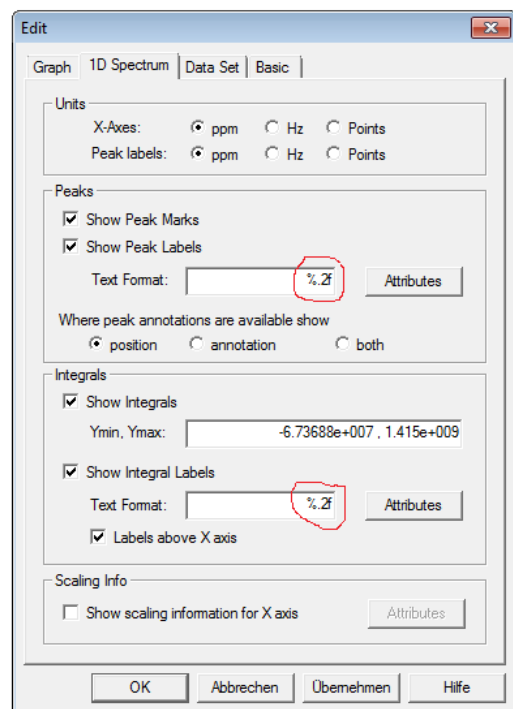 Edit
Graph 1D Spectrum Data Set Basic
Units
X-Axes: ppm Hz Points
Peak labels: ppm Hz Points
Peaks
Show Peak Marks
Show Peak Labels
Text Format: %.2f Attributes
Where peak annotations are available show
position annotation both
Integrals
Show Integrals
Ymin, Ymax: -6.73688e+007 , 1.415e+009
Show Integral Labels
Text Format: %.2f Attributes
Labels above X axis
Scaling Info
Show scaling information for X axis Attributes
OK Abbrechen Übernehmen Hilfe